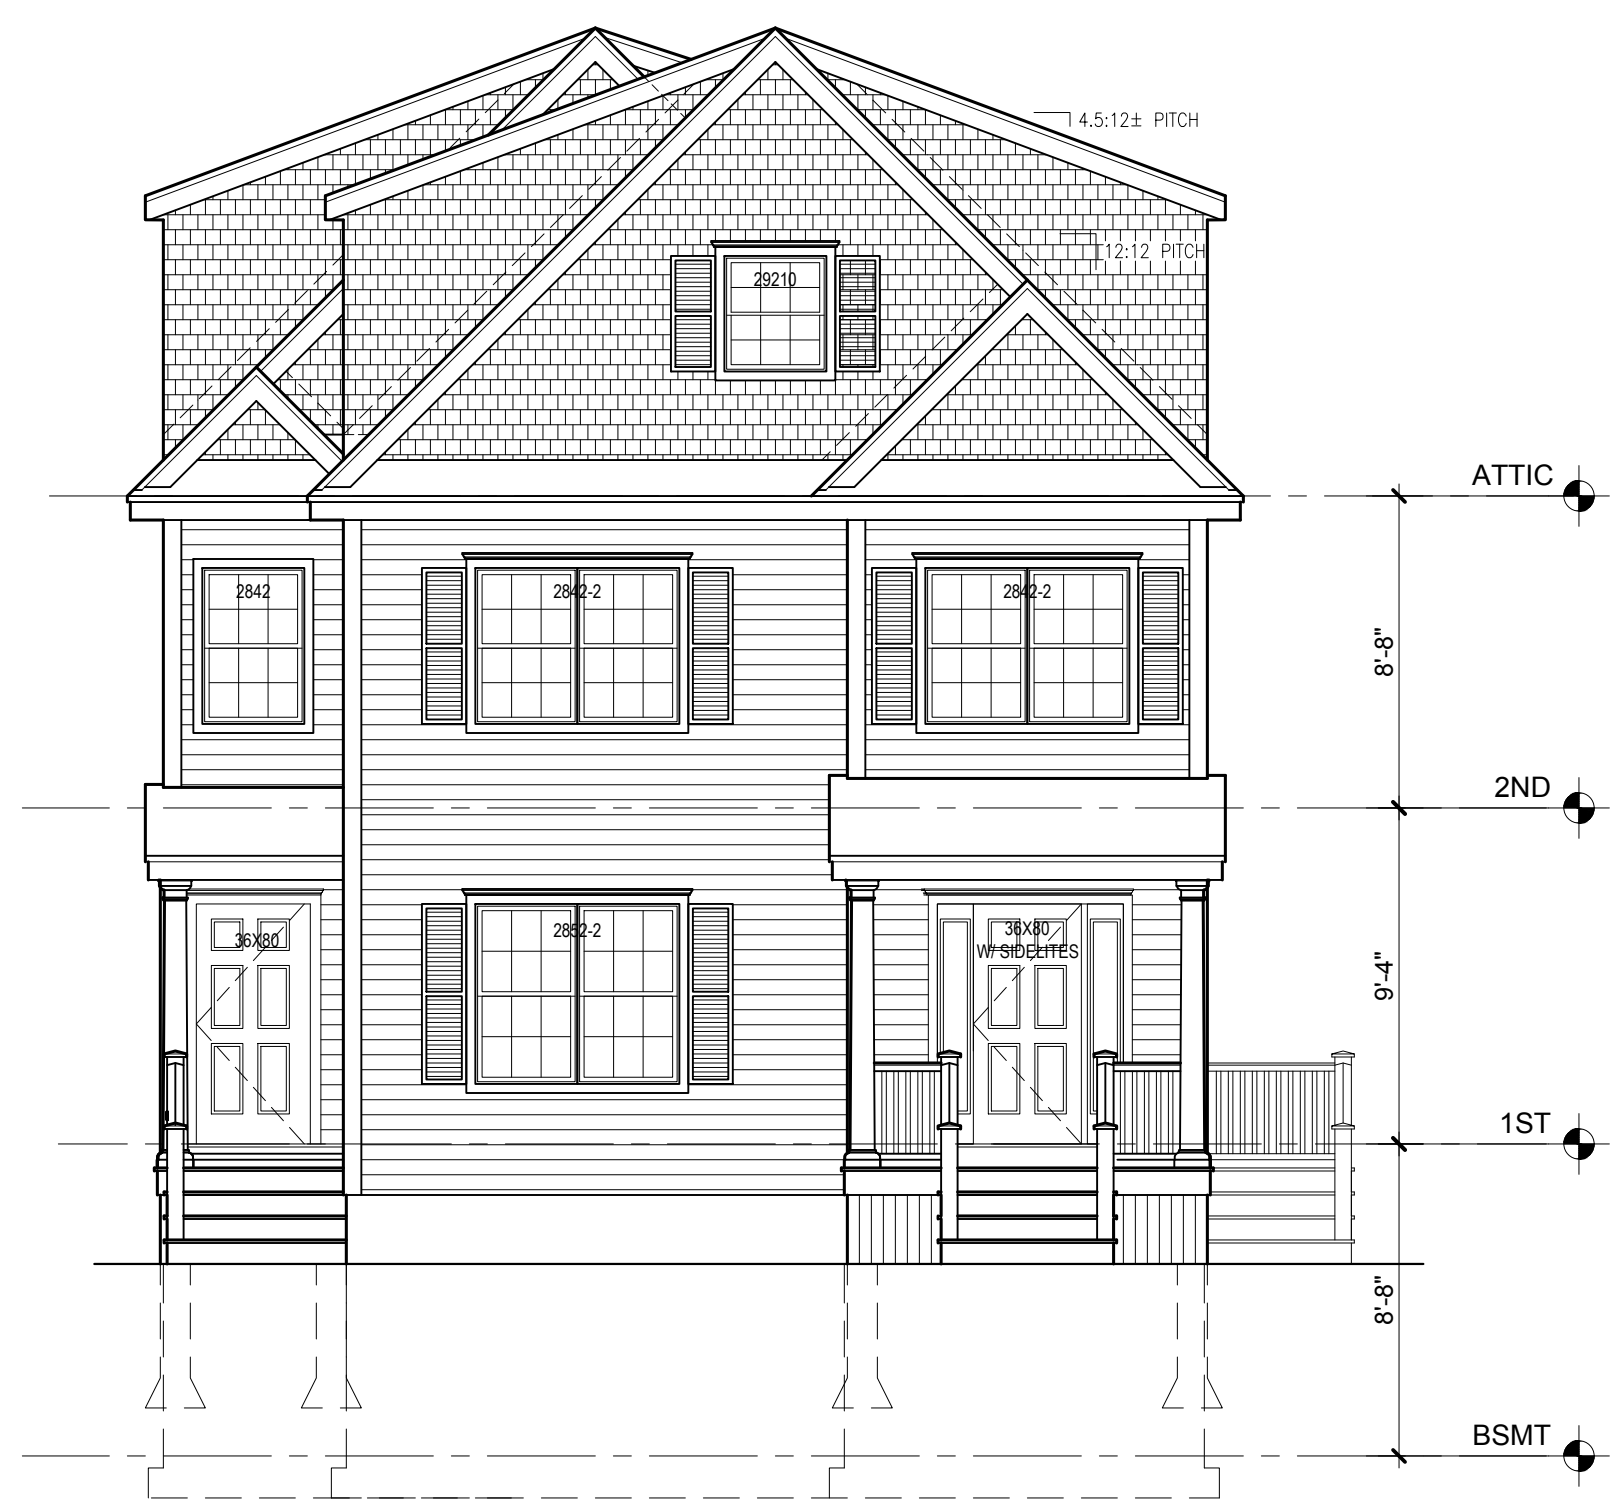 4.5:12± PITCH
12:12 PITCH
29210
ATTIC
2842
2842-2
2842-2
8'-8"
2ND
36X80
2852-2
36X80
W/ SIDELITES
9'-4"
1ST
8'-8"
BSMT